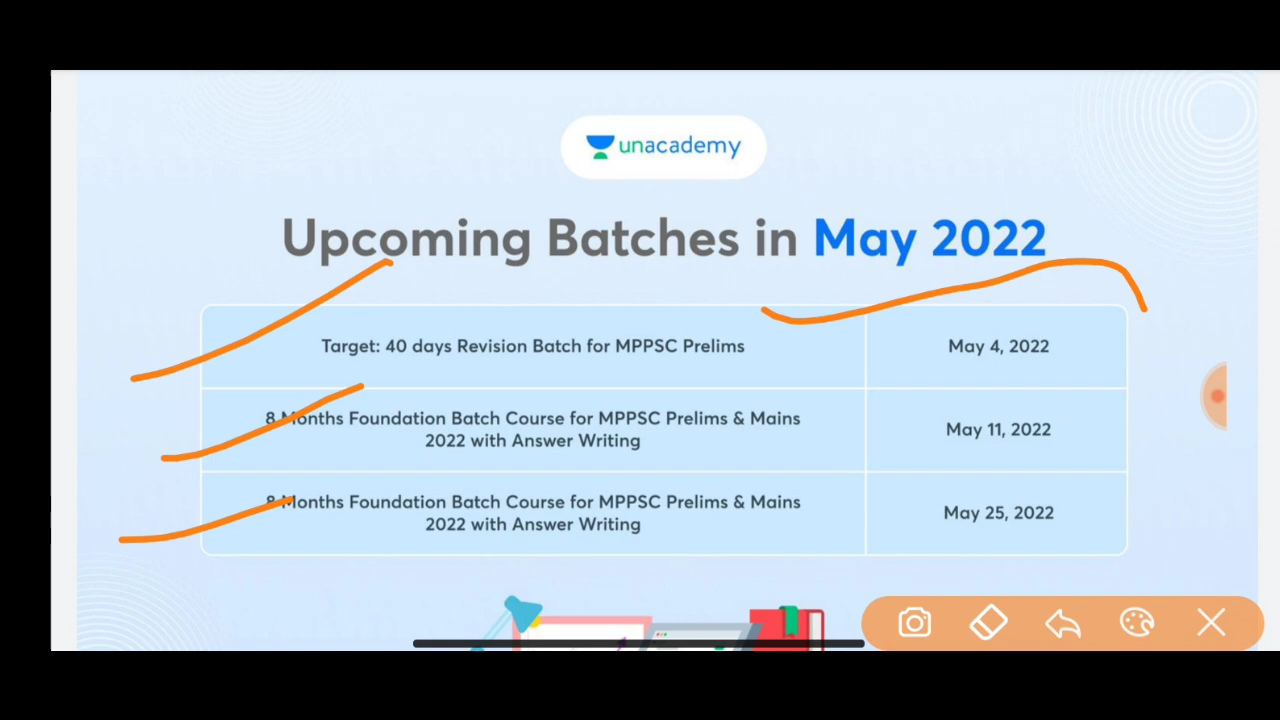 unacademy
Upcoming Batches in May 2022
Target: 40 days Revision Batch for MPPSC Prelims
May 4, 2022
8 Months Foundation Batch Course for MPPSC Prelims & Mains
2022 with Answer Writing
May 11, 2022
8 Months Foundation Batch Course for MPPSC Prelims & Mains
2022 with Answer Writing
May 25, 2022